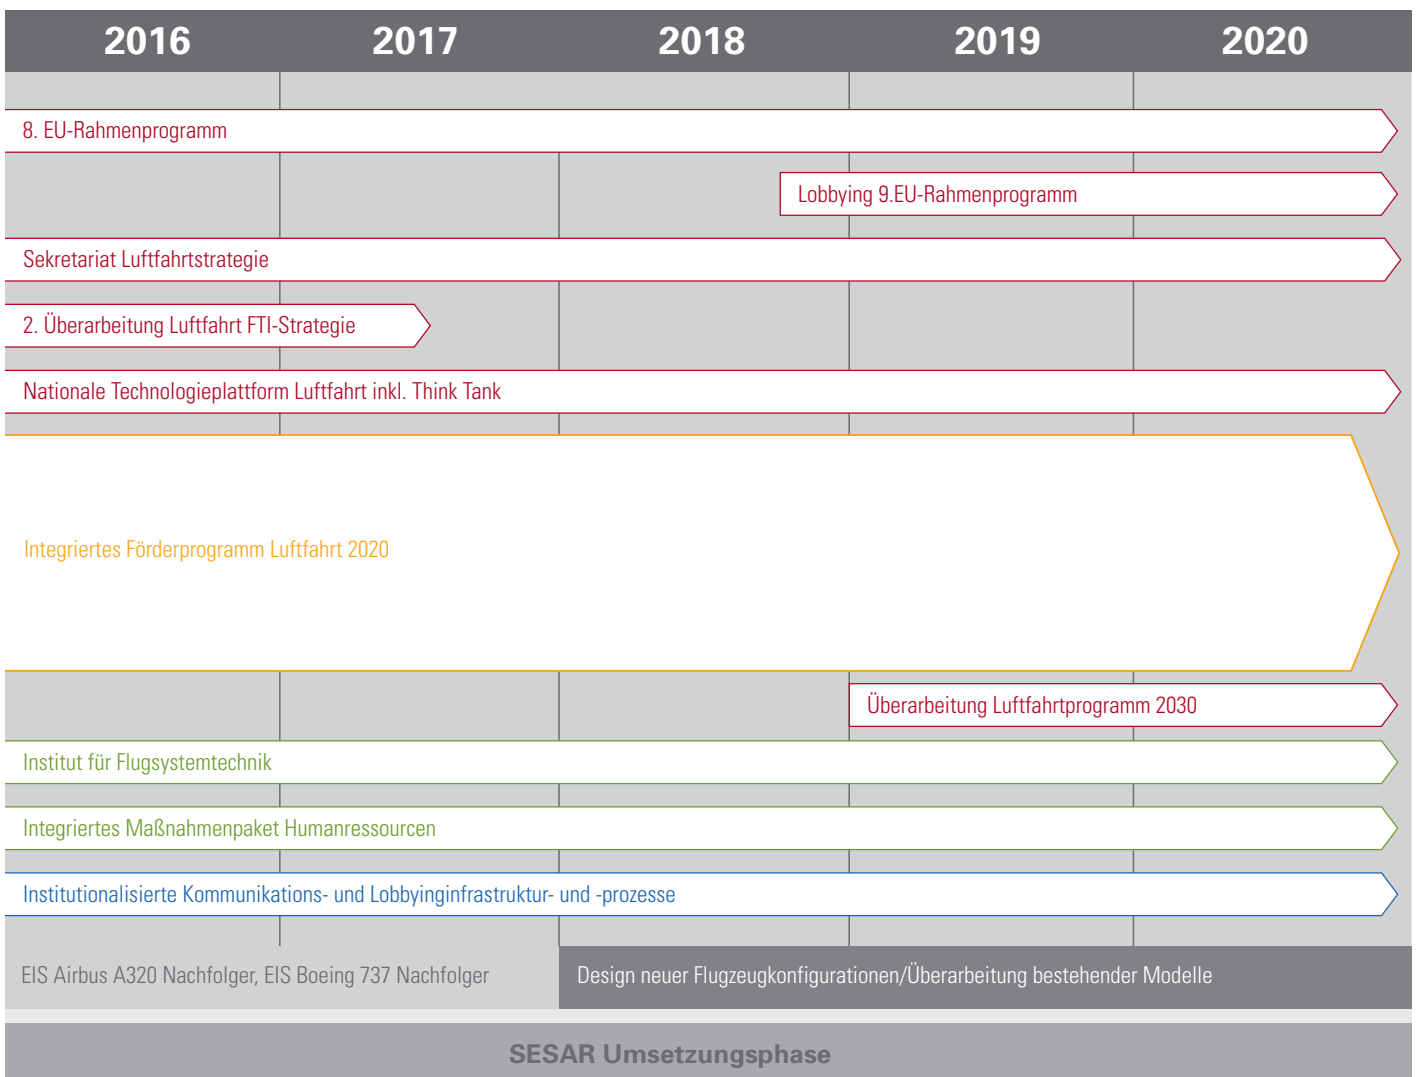 2016 2017 2018 2019 2020
8. EU-Rahmenprogramm
Lobbying 9.EU-Rahmenprogramm
Sekretariat Luftfahrtstrategie
2. Überarbeitung Luftfahrt FTI-Strategie
Nationale Technologieplattform Luftfahrt inkl. Think Tank
Integriertes Förderprogramm Luftfahrt 2020
Überarbeitung Luftfahrtprogramm 2030
Institut für Flugsystemtechnik
Integriertes Maßnahmenpaket Humanressourcen
Institutionalisierte Kommunikations- und Lobbyinginfrastruktur- und -prozesse
EIS Airbus A320 Nachfolger, EIS Boeing 737 Nachfolger
Design neuer Flugzeugkonfigurationen/Überarbeitung bestehender Modelle
SESAR Umsetzungsphase